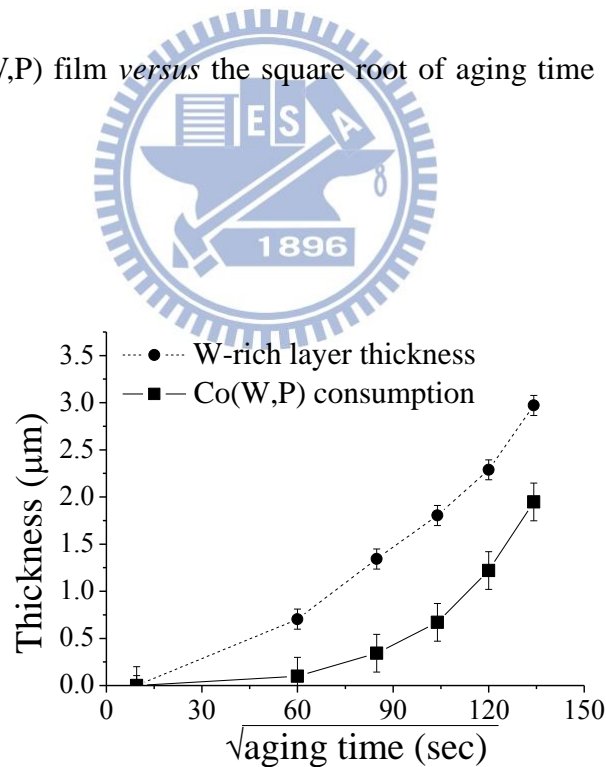 V,P) film versus the square root of aging time
E S A
1896
W-rich layer thickness
Co(W,P) consumption
3.5
3.0
2.5
2.0
1.5
1.0
0.5
0.0
Thickness (μm)
0 30 60 90 120 150
√aging time (sec)